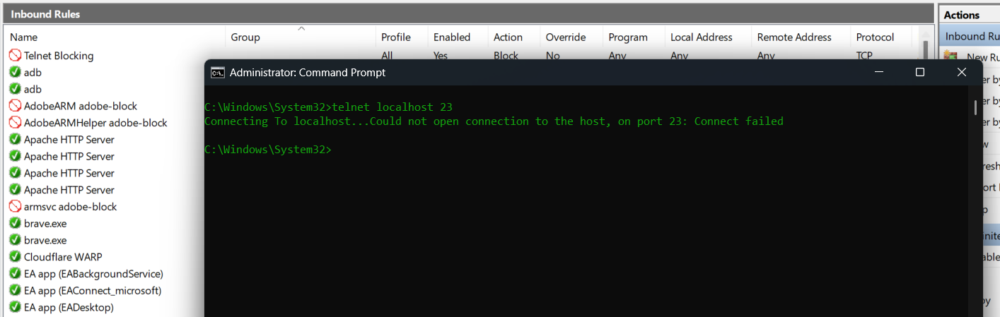 Inbound Rules
Actions
Name Group Profile Enabled Action Override Program Local Address Remote Address Protocol
Inbound Ru
Telnet Blocking All Yes Block No Any Any Any TCP
New Ru
adb
Administrator: Command Prompt
er by
adb
er by
AdobeARM adobe-block
C:\Windows\System32>telnet localhost 23
er by
AdobeARMHelper adobe-block
Connecting To localhost...Could not open connection to the host, on port 23: Connect failed
Apache HTTP Server
w
C:\Windows\System32>
Apache HTTP Server
resh
Apache HTTP Server
ort
Apache HTTP Server
armsvc adobe-block
p
brave.exe
inite
brave.exe
Cloudflare WARP
able
EA app (EABackgroundService)
EA app (EAConnect_microsoft)
py
EA app (EADesktop)